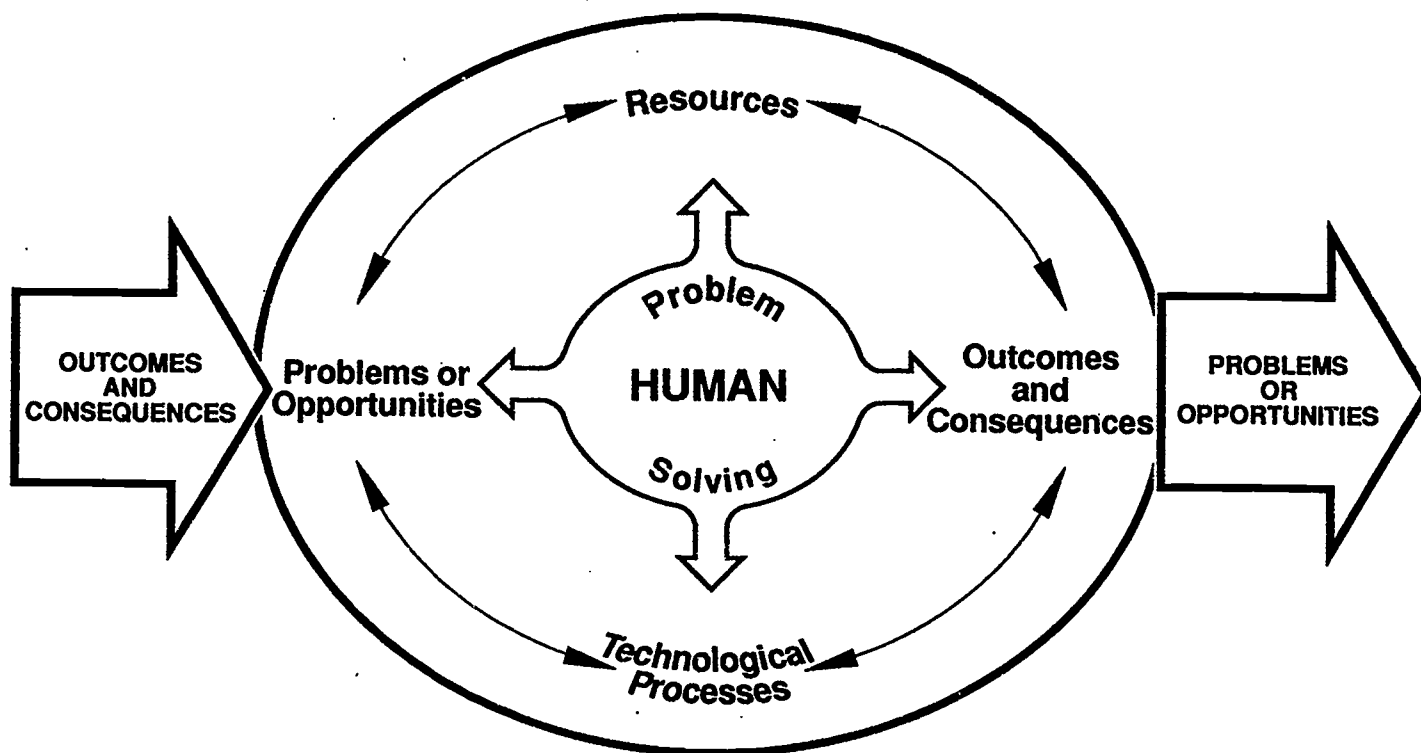 Resources
Problem
OUTCOMES
AND
CONSEQUENCES
Problems or
Opportunities
HUMAN
Outcomes
and
Consequences
PROBLEMS
OR
OPPORTUNITIES
Solving
Technological
Processes